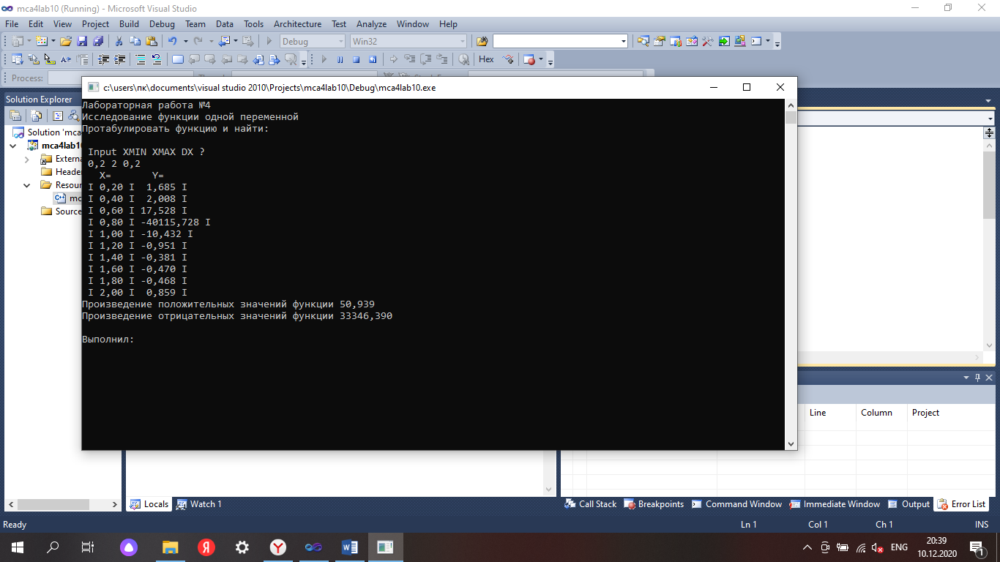 mca4lab10 (Running) - Microsoft Visual Studio
File Edit View Project Build Debug Team Data Tools Architecture Test Analyze Window Help
Debug Win32
Hex
Process:
c:\users\пк\documents\visual studio 2010\Projects\mca4lab10\Debug\mca4lab10.exe
Solution Explorer
Solution 'mca
mca4lab10
Externa
Heade
Resour
mc
Source
Лабораторная работа №4
Исследование функции одной переменной
Протабулировать функцию и найти:
Input XMIN XMAX DX ?
0,2 2 0,2
X= Y=
I 0,20 I 1,685 I
I 0,40 I 2,008 I
I 0,60 I 17,528 I
I 0,80 I -40115,728 I
I 1,00 I -10,432 I
I 1,20 I -0,951 I
I 1,40 I -0,381 I
I 1,60 I -0,470 I
I 1,80 I -0,468 I
I 2,00 I 0,859 I
Произведение положительных значений функции 50,939
Произведение отрицательных значений функции 33346,390
Выполнил:
Line Column Project
Locals Watch 1
Call Stack Breakpoints Command Window Immediate Window Output Error List
Ready Ln 1 Col 1 Ch 1 INS
ENG
20:39
10.12.2020
1